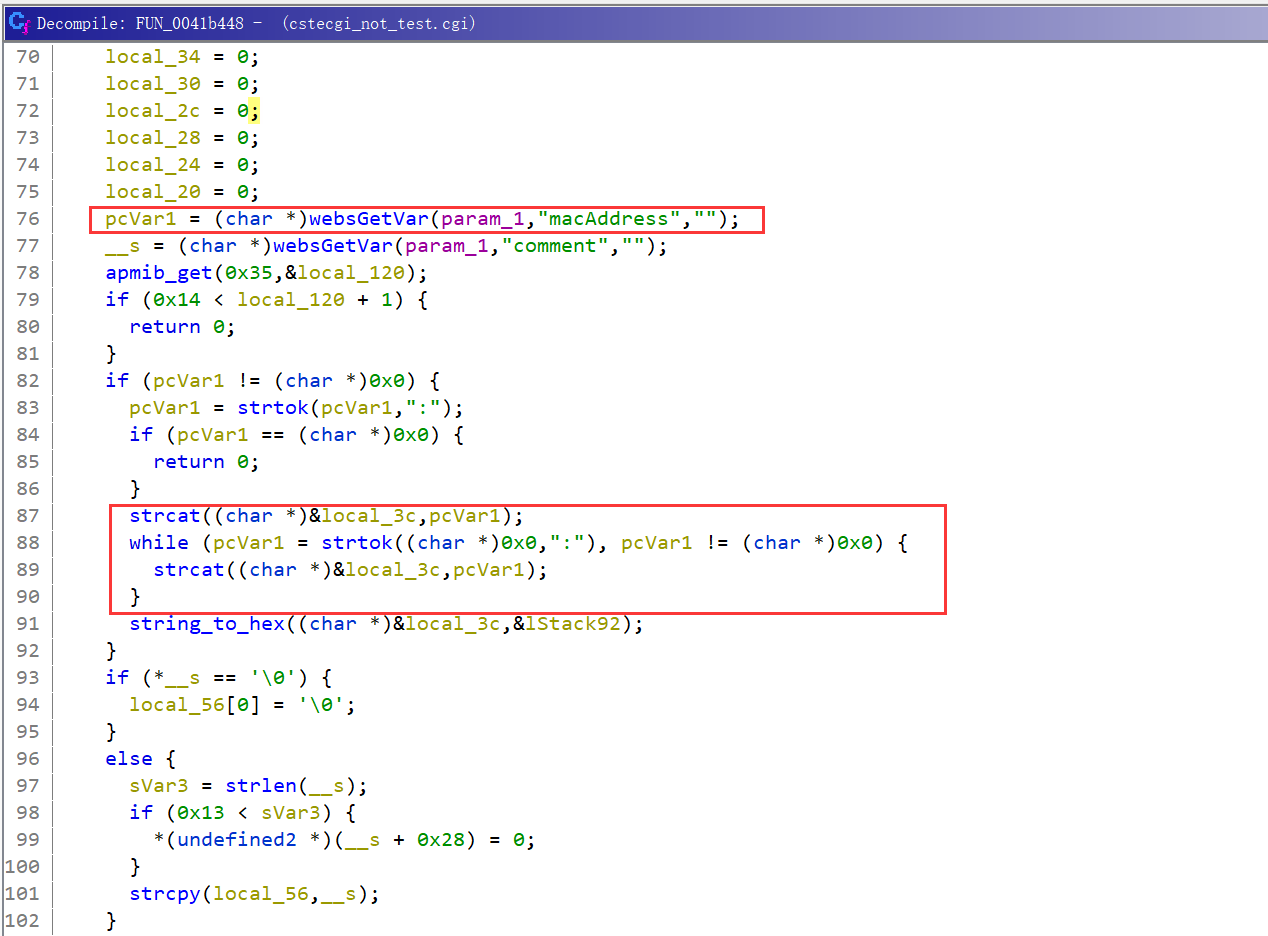 Decompile: FUN_0041b448 - (cstecgi_not_test.cgi)
70 local_34 = 0;
71 local_30 = 0;
72 local_2c = 0;
73 local_28 = 0;
74 local_24 = 0;
75 local_20 = 0;
76 pcVar1 = (char *)websGetVar(param_1,"macAddress","");
77 __s = (char *)websGetVar(param_1,"comment","");
78 apmib_get(0x35,&local_120);
79 if (0x14 < local_120 + 1) {
80 return 0;
81 }
82 if (pcVar1 != (char *)0x0) {
83 pcVar1 = strtok(pcVar1,":");
84 if (pcVar1 == (char *)0x0) {
85 return 0;
86 }
87 strcat((char *)&local_3c,pcVar1);
88 while (pcVar1 = strtok((char *)0x0,":"), pcVar1 != (char *)0x0) {
89 strcat((char *)&local_3c,pcVar1);
90 }
91 string_to_hex((char *)&local_3c,&lStack92);
92 }
93 if (*__s == '\0') {
94 local_56[0] = '\0';
95 }
96 else {
97 sVar3 = strlen(__s);
98 if (0x13 < sVar3) {
99 *(undefined2 *)(__s + 0x28) = 0;
100 }
101 strcpy(local_56,__s);
102 }